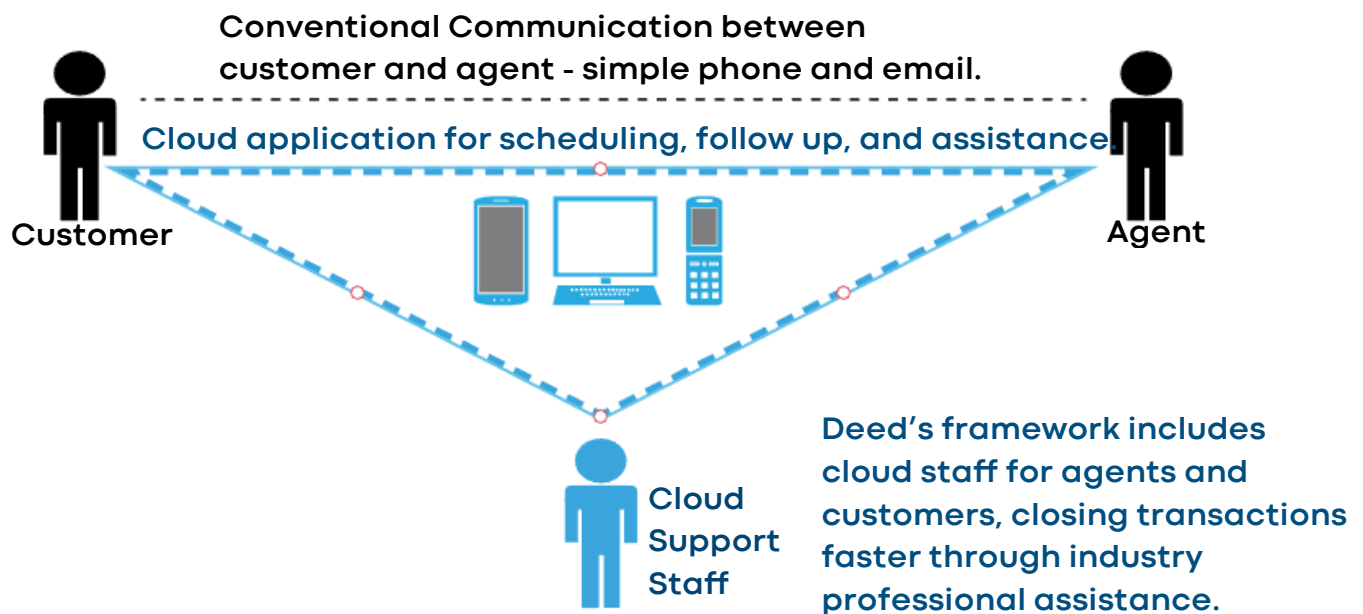 Conventional Communication between
customer and agent - simple phone and email.
Cloud application for scheduling, follow up, and assistance.
Customer
Agent
Cloud
Support
Staff
Deed’s framework includes
cloud staff for agents and
customers, closing transactions
faster through industry
professional assistance.